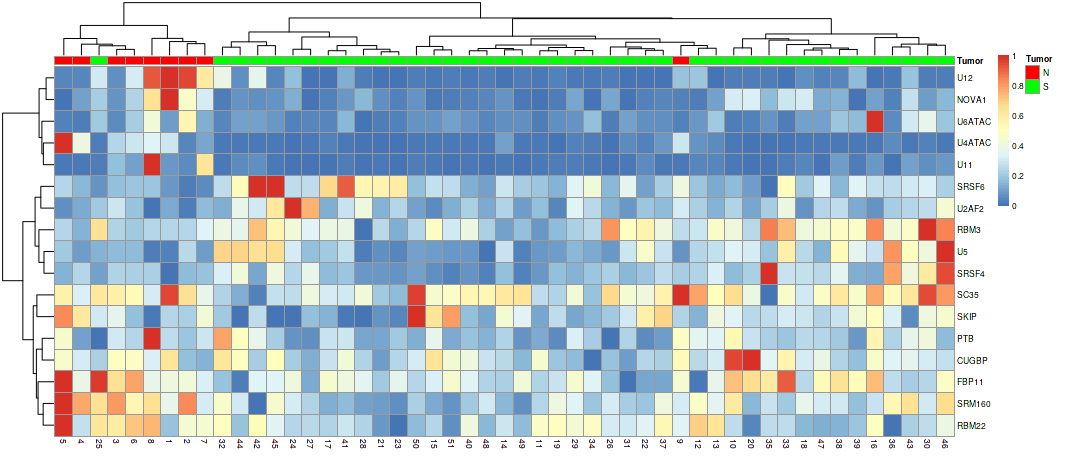 Tumor
U12
NOVA1
U6ATAC
U4ATAC
U11
SRSF6
U2AF2
RBM3
U5
SRSF4
SC35
SKIP
PTB
CUGBP
FBP11
SRM160
RBM22
1
0.8
0.6
0.4
0.2
0
Tumor
N
S
5 4 25 3 6 8 1 2 7 32 44 42 45 24 27 17 41 28 21 23 50 15 51 40 48 14 49 11 19 29 34 26 31 22 37 9 12 13 10 20 35 33 18 47 38 39 16 36 43 30 46